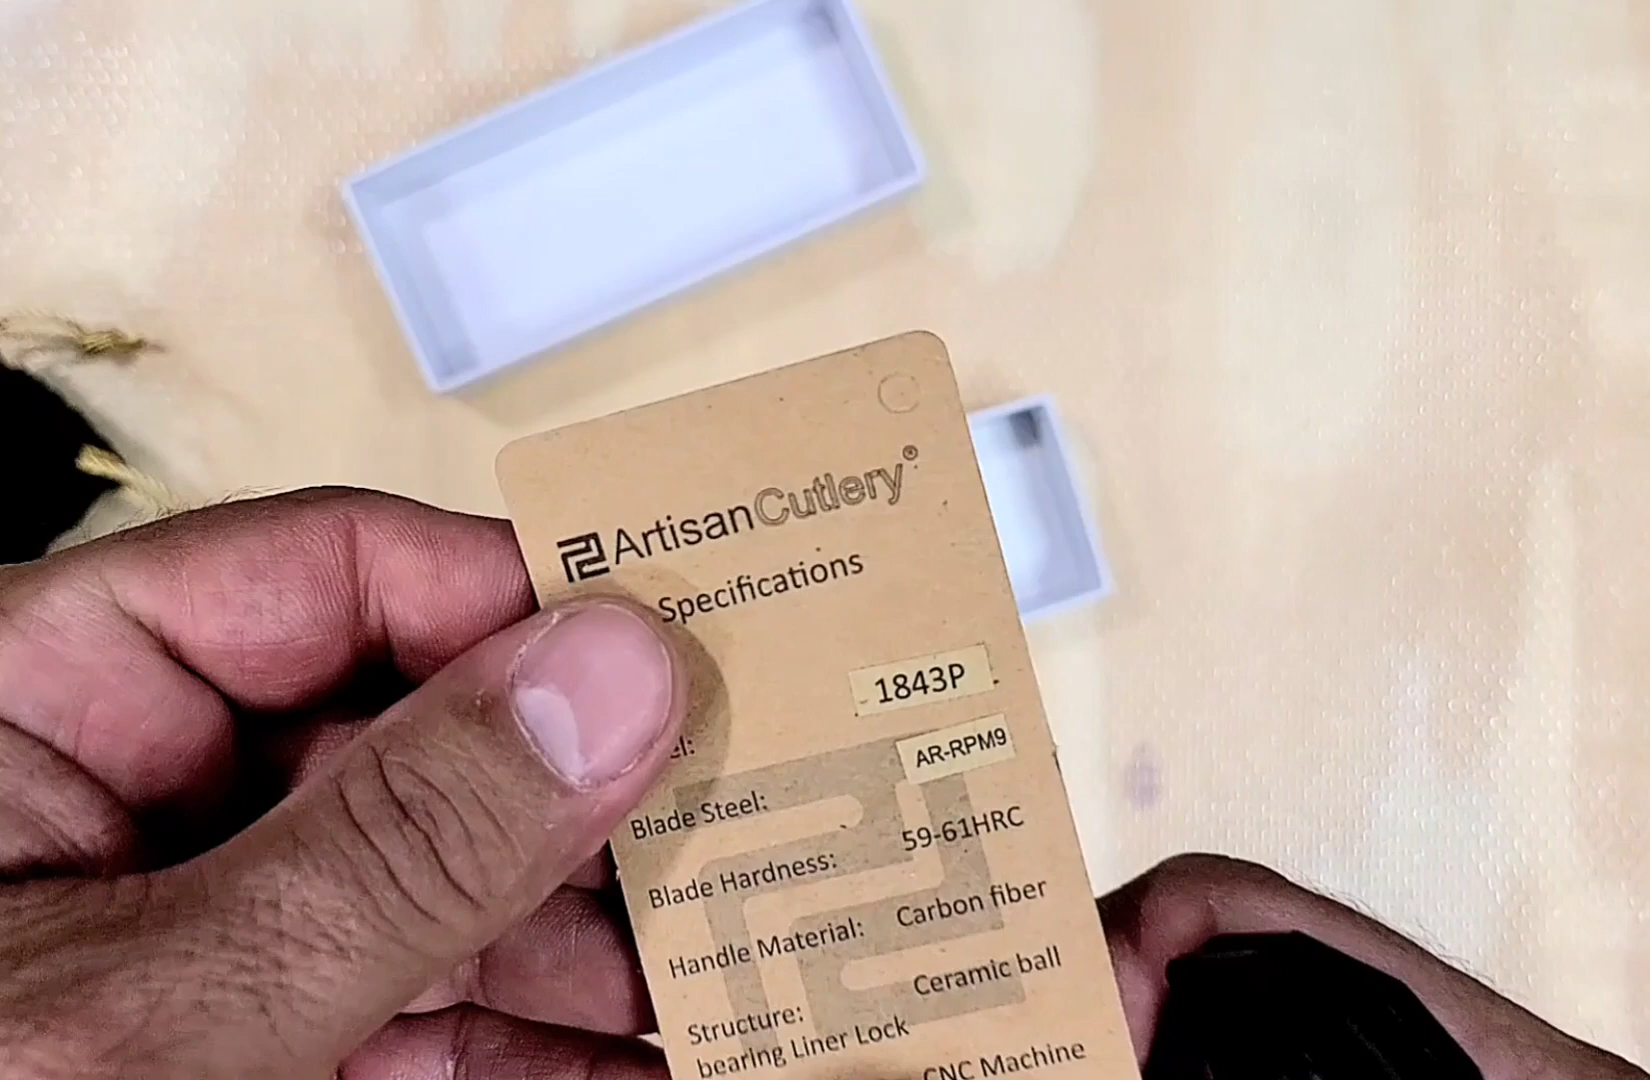 ArtisanCutlery®
Specifications
1843P
el:
AR-RPM9
Blade Steel:
59-61HRC
Blade Hardness:
Carbon fiber
Handle Material:
Ceramic ball
Structure:
bearing Liner Lock
CNC Machine